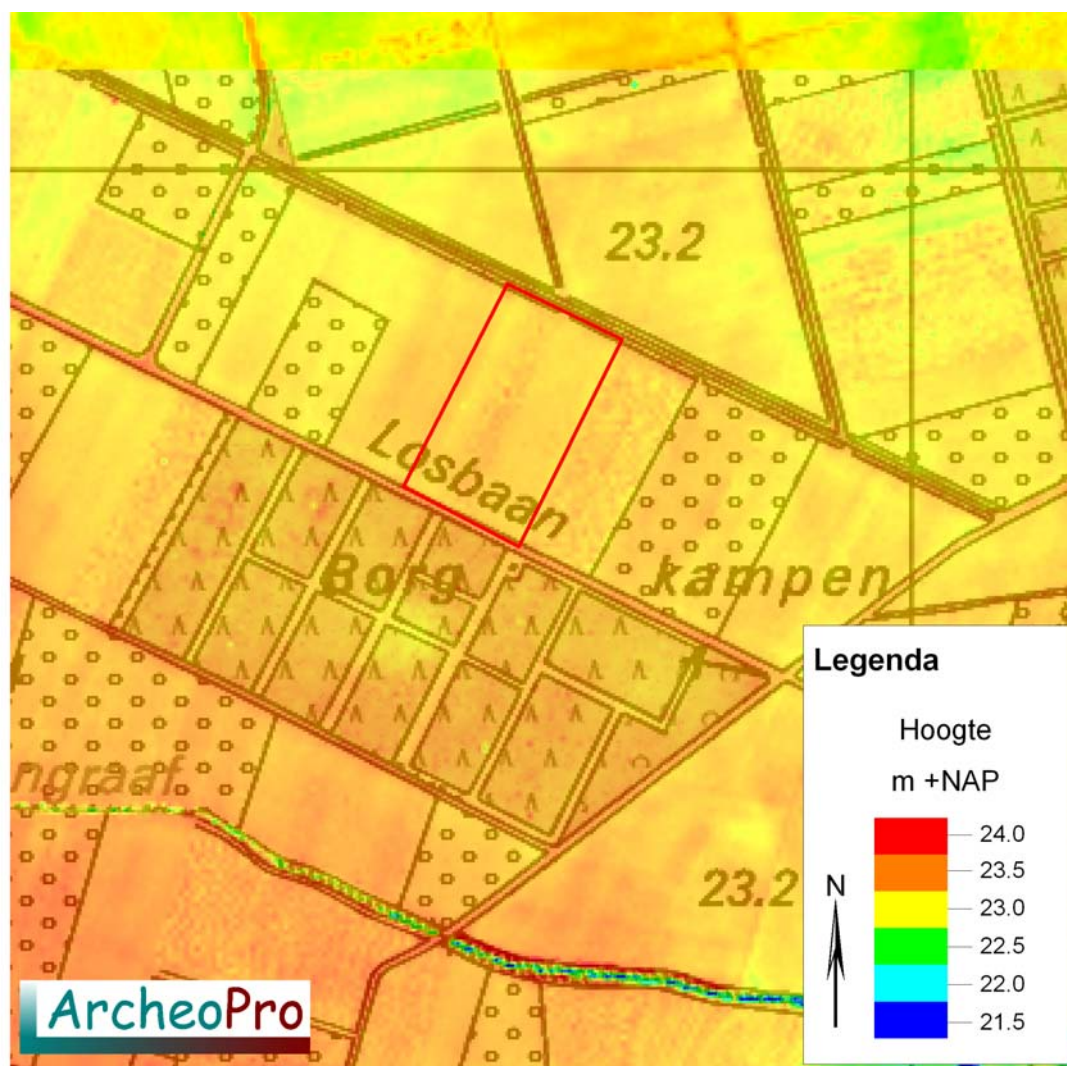 23.2
Losbaan
Borg kampen
ngraaf
23.2
Legenda
Hoogte
m +NAP
24.0
23.5
23.0
22.5
22.0
21.5
N
ArcheoPro